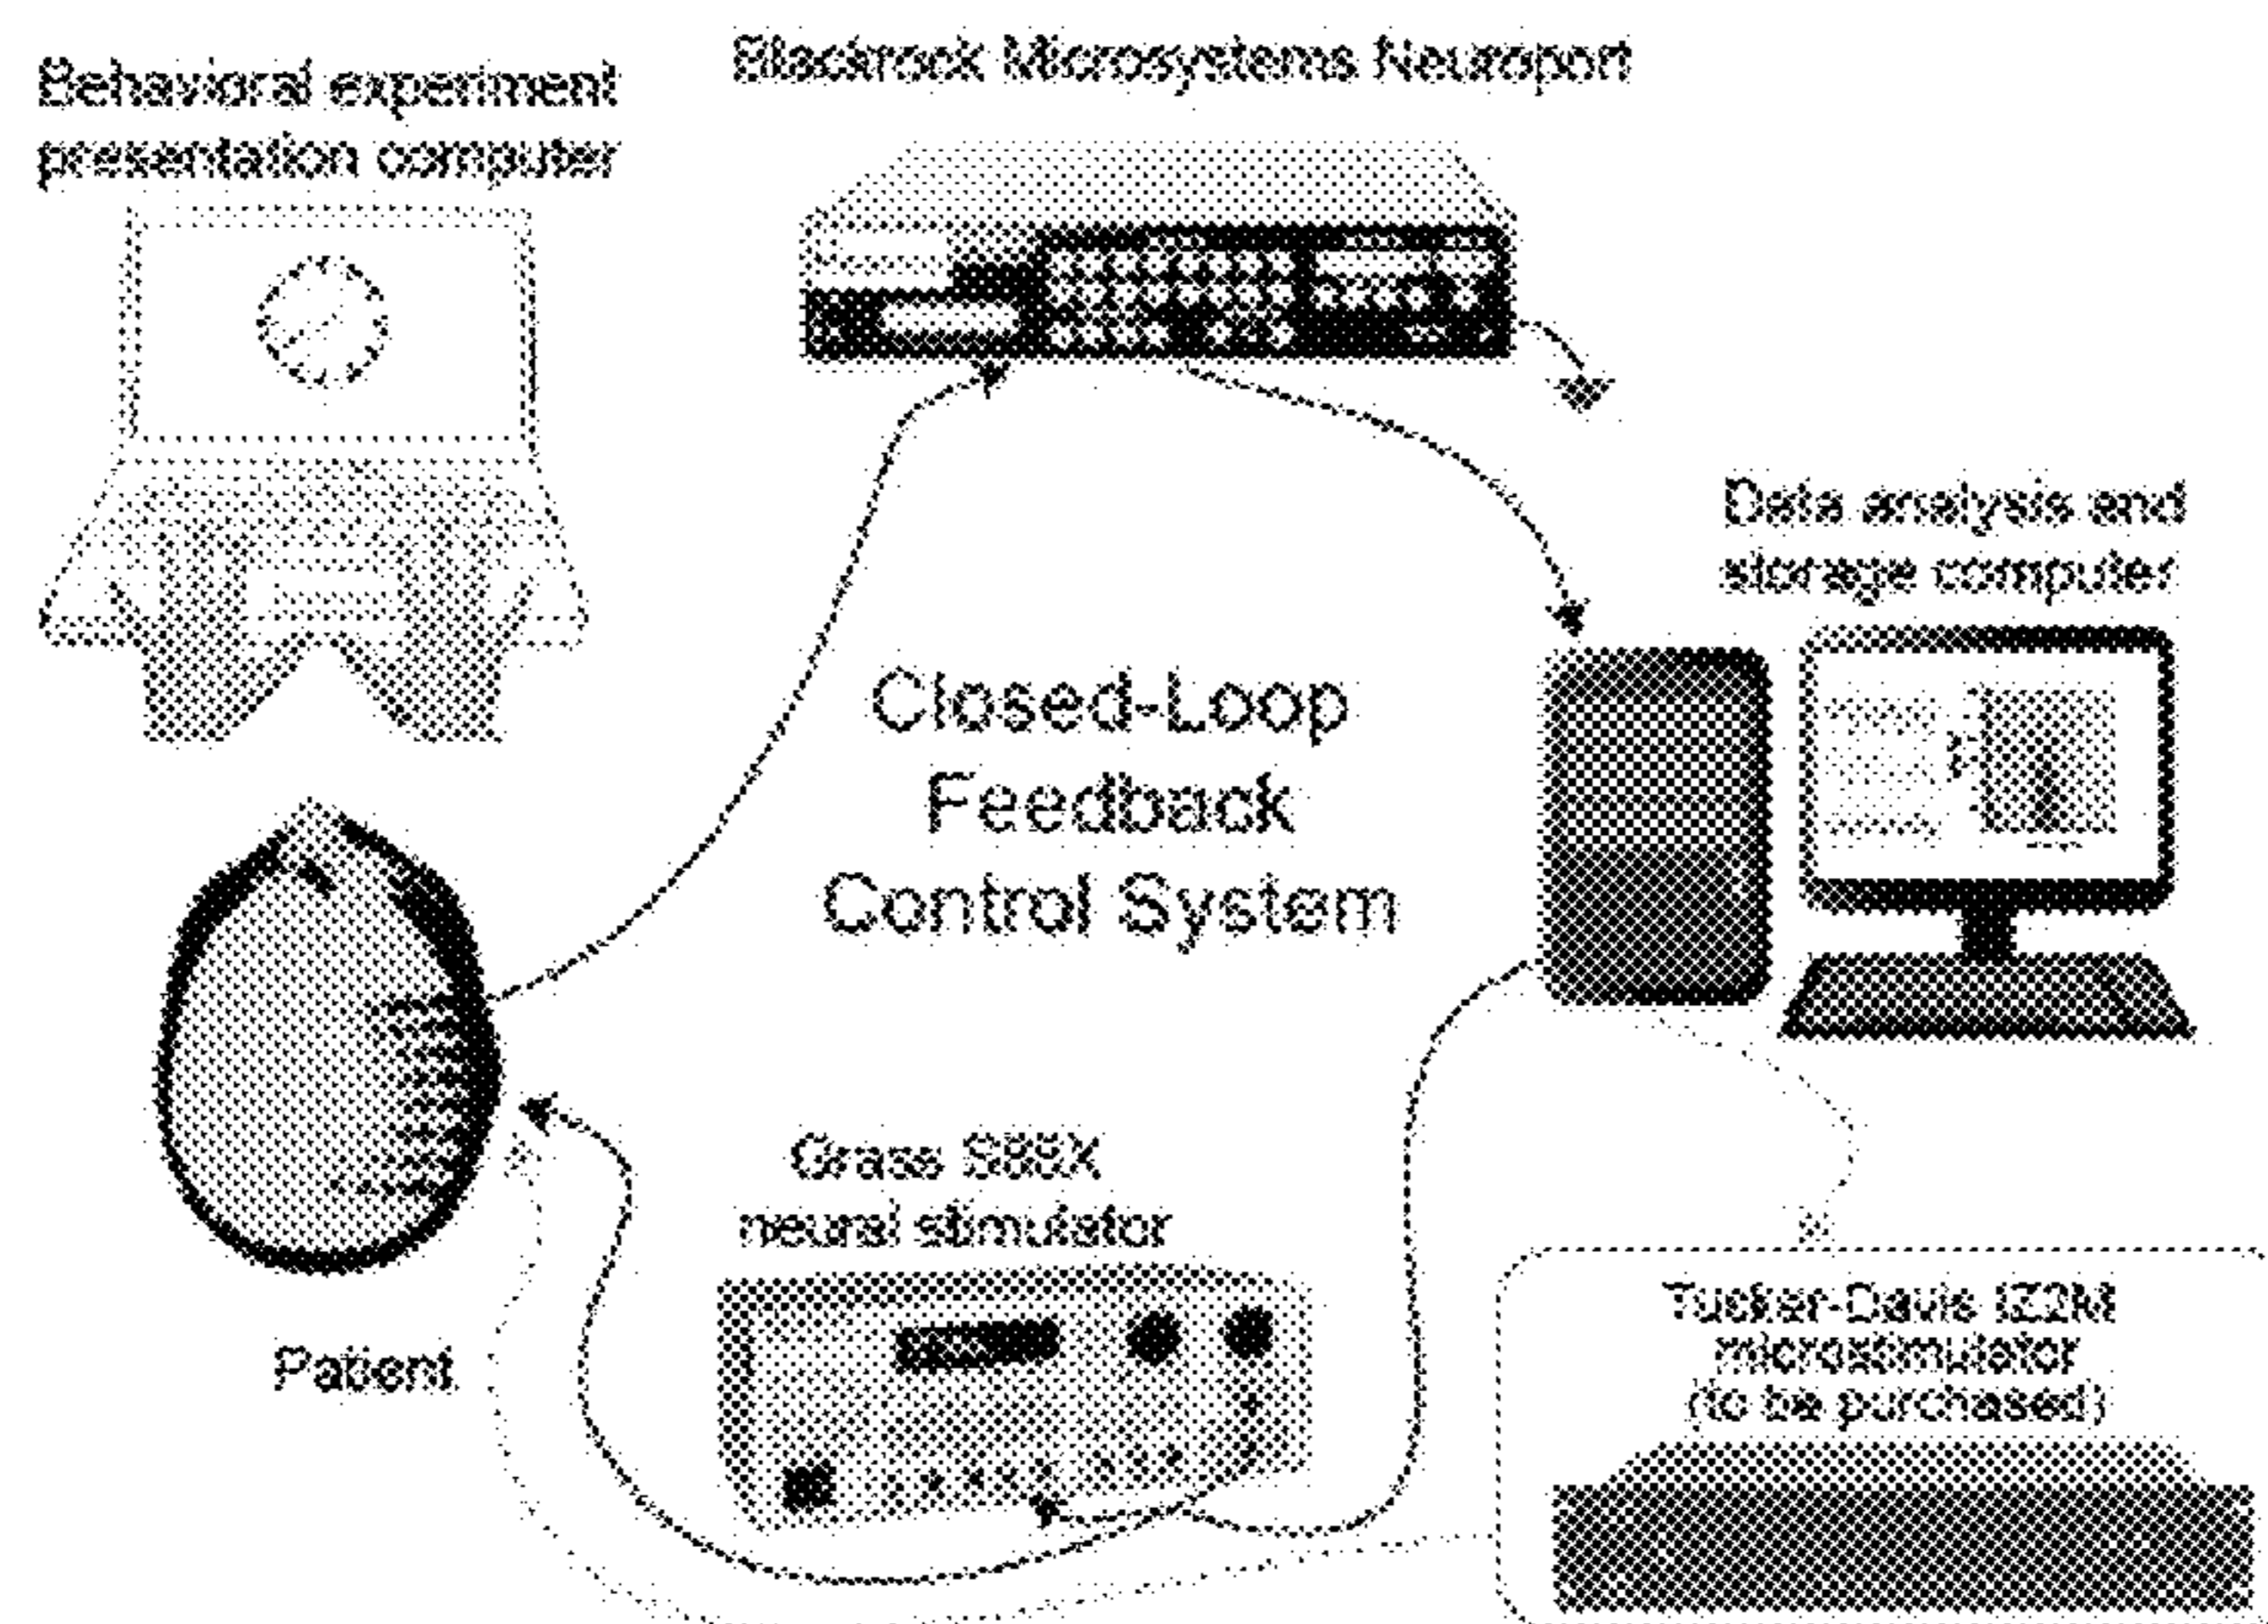 Behavioral experiment
presentation computer
Blackrock Microsystems Neuroport
Data analysis and
storage computer
Closed-Loop
Feedback
Control System
Grass S88X
neural stimulator
Patient
Tucker-Davis IZ2M
microstimulator
(to be purchased)